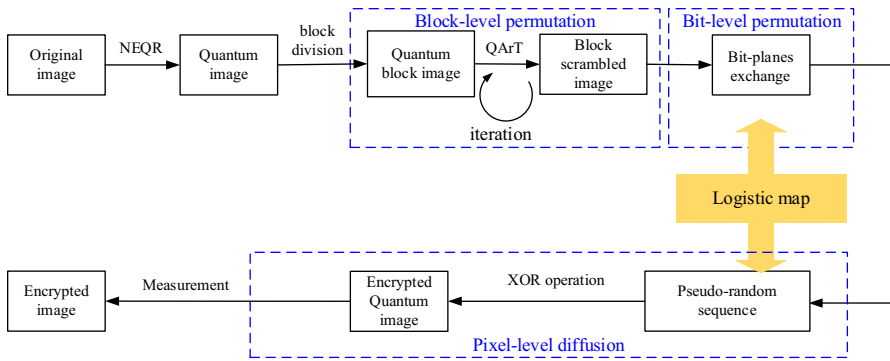 Block-level permutation
Bit-level permutation
Original
image
NEQR
Quantum
image
block
division
Quantum
block image
QArT
iteration
Block
scrambled
image
Bit-planes
exchange
Logistic map
Encrypted
image
Measurement
Encrypted
Quantum
image
XOR operation
Pseudo-random
sequence
Pixel-level diffusion